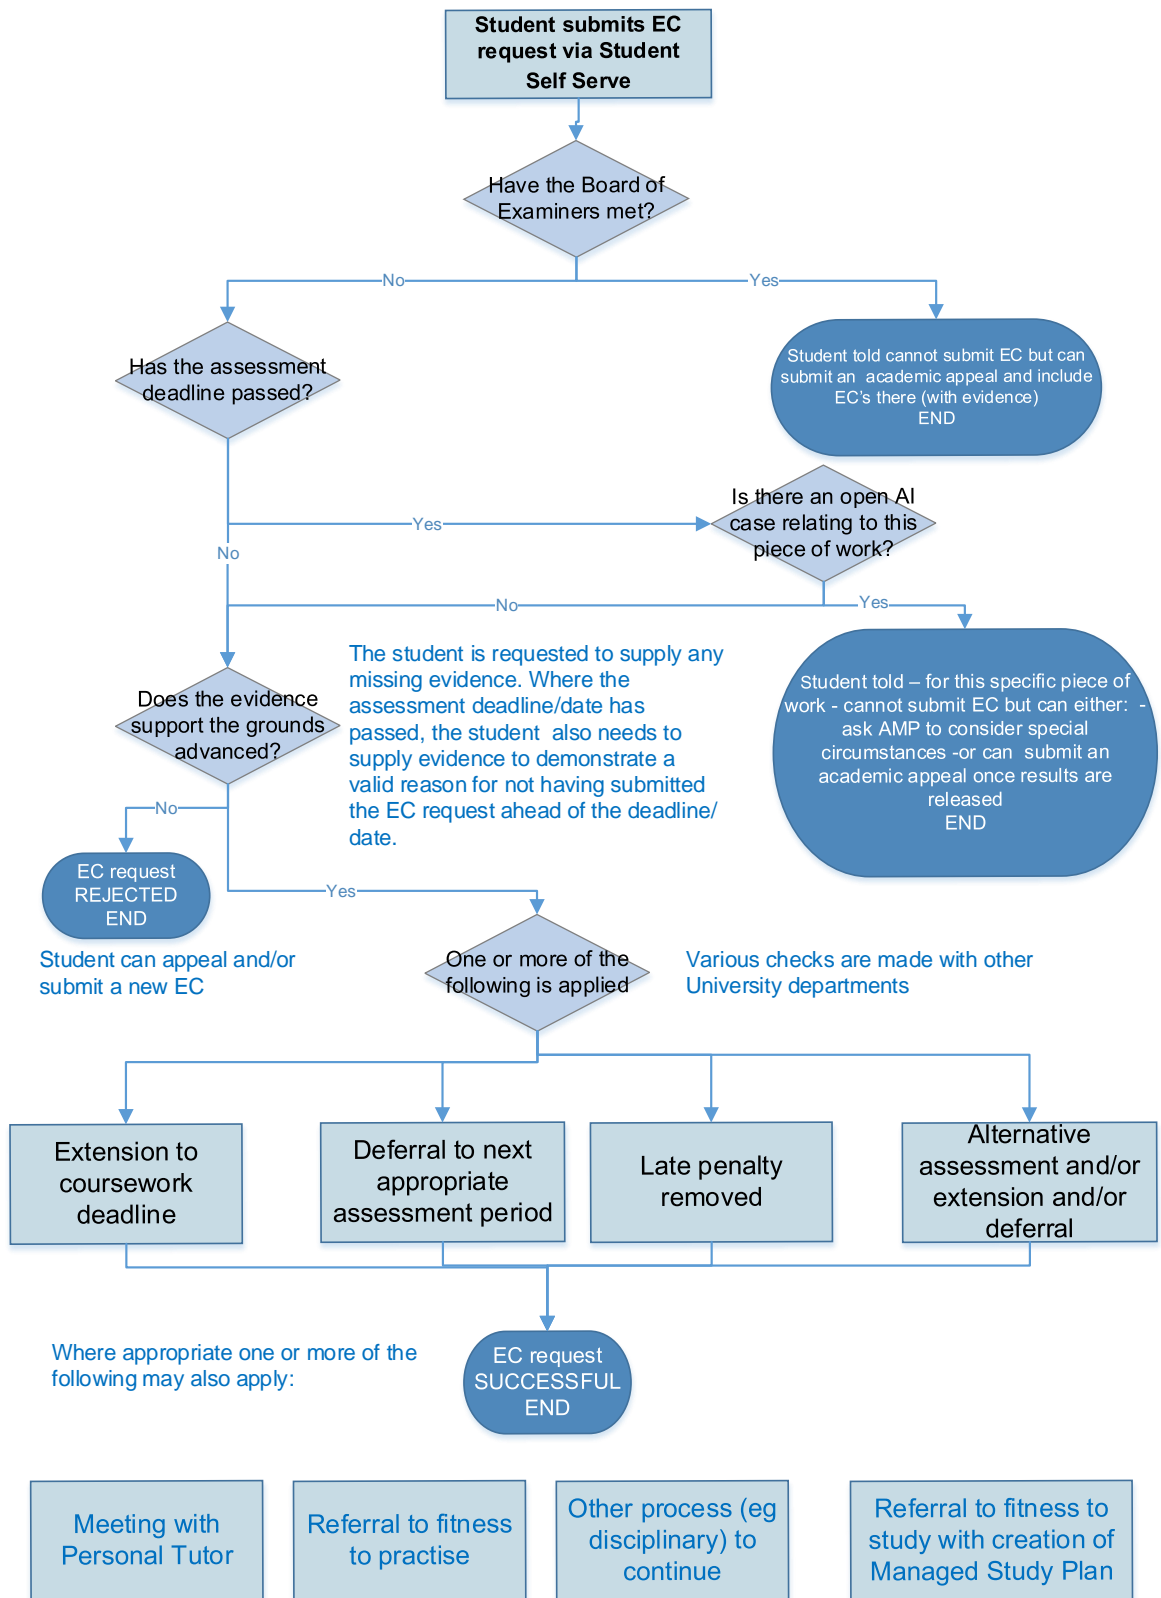 Student submits EC
request via Student
Self Serve
Have the Board of
Examiners met?
No
Yes
Has the assessment
deadline passed?
Student told cannot submit EC but can
submit an  academic appeal and include
EC's there (with evidence)
END
Is there an open AI
case relating to this
piece of work?
Yes
No
No
Yes
The student is requested to supply any
missing evidence. Where the
assessment deadline/date has
passed, the student  also needs to
supply evidence to demonstrate a
valid reason for not having submitted
the EC request ahead of the deadline/
date.
Student told – for this specific piece of
work - cannot submit EC but can either:  -
ask AMP to consider special
circumstances -or can  submit an
academic appeal once results are
released
END
Does the evidence
support the grounds
advanced?
No
EC request
REJECTED
END
Yes
Student can appeal and/or
submit a new EC
One or more of the
following is applied
Various checks are made with other
University departments
Extension to
coursework
deadline
Deferral to next
appropriate
assessment period
Late penalty
removed
Alternative
assessment and/or
extension and/or
deferral
Where appropriate one or more of the
following may also apply:
EC request
SUCCESSFUL
END
Meeting with
Personal Tutor
Referral to fitness
to practise
Other process (eg
disciplinary) to
continue
Referral to fitness to
study with creation of
Managed Study Plan